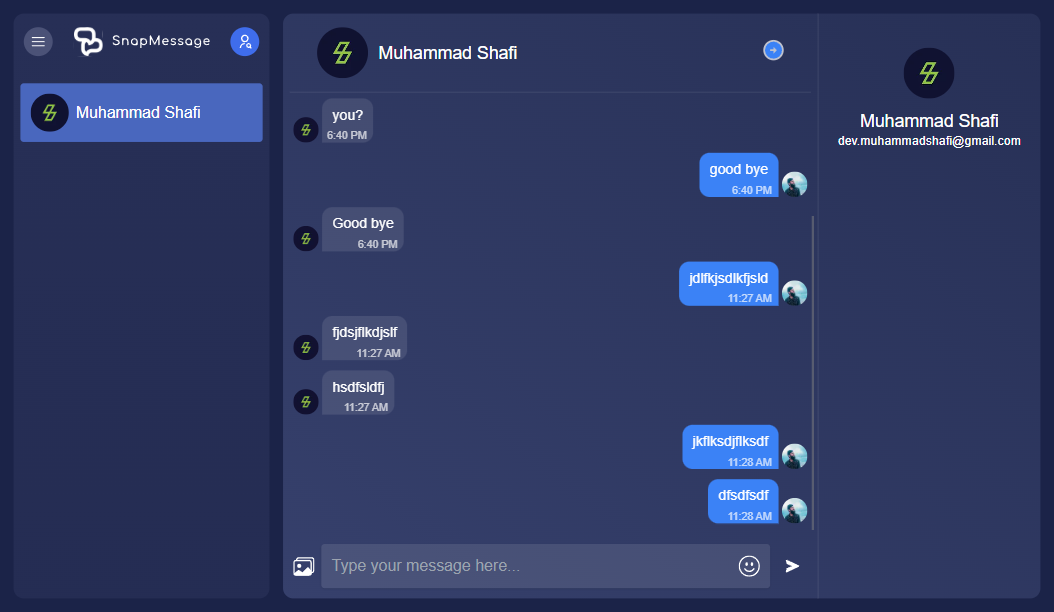 SnapMessage
Muhammad Shafi
Muhammad Shafi
you?
6:40 PM
good bye
6:40 PM
Good bye
6:40 PM
jdlfkjsdlkfjsld
11:27 AM
fjdsjflkdjslf
11:27 AM
hsdfsldfj
11:27 AM
jkflksdjflksdf
11:28 AM
dfsdfsdf
11:28 AM
Type your message here...
Muhammad Shafi
dev.muhammadshafi@gmail.com